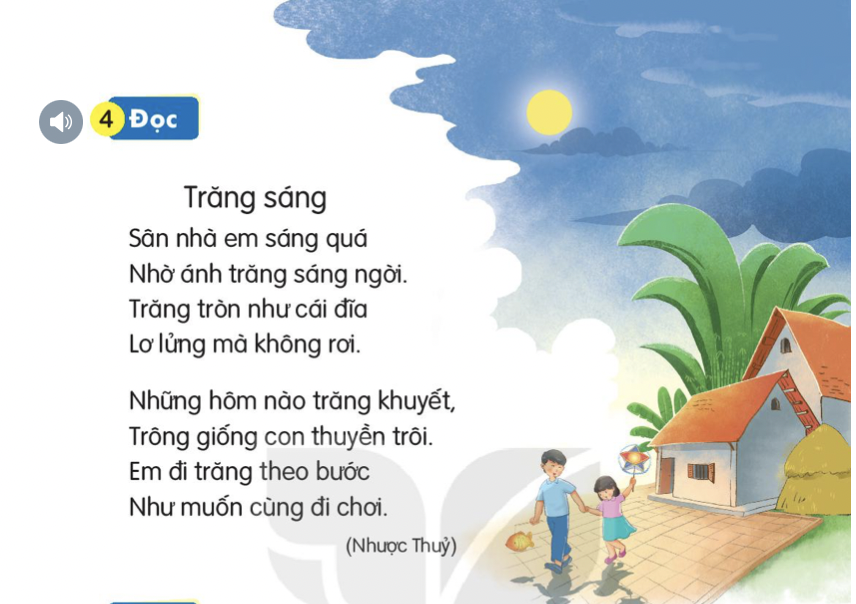 4 Đọc
Trăng sáng
Sân nhà em sáng quá
Nhờ ánh trăng sáng ngời.
Trăng tròn như cái đĩa
Lơ lửng mà không rơi.
Những hôm nào trăng khuyết,
Trông giống con thuyền trôi.
Em đi trăng theo bước
Như muốn cùng đi chơi.
(Nhược Thuỷ)